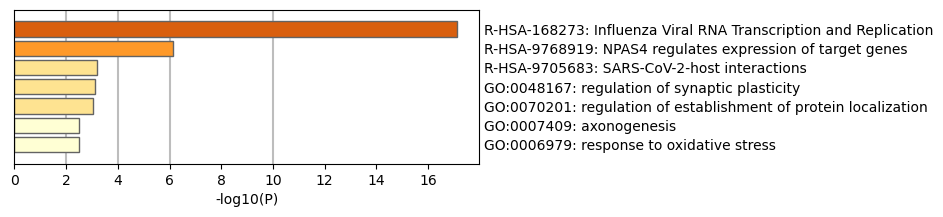 R-HSA-168273: Influenza Viral RNA Transcription and Replication
R-HSA-9768919: NPAS4 regulates expression of target genes
R-HSA-9705683: SARS-CoV-2-host interactions
GO:0048167: regulation of synaptic plasticity
GO:0070201: regulation of establishment of protein localization
GO:0007409: axonogenesis
GO:0006979: response to oxidative stress
0 2 4 6 8 10 12 14 16
-log10(P)